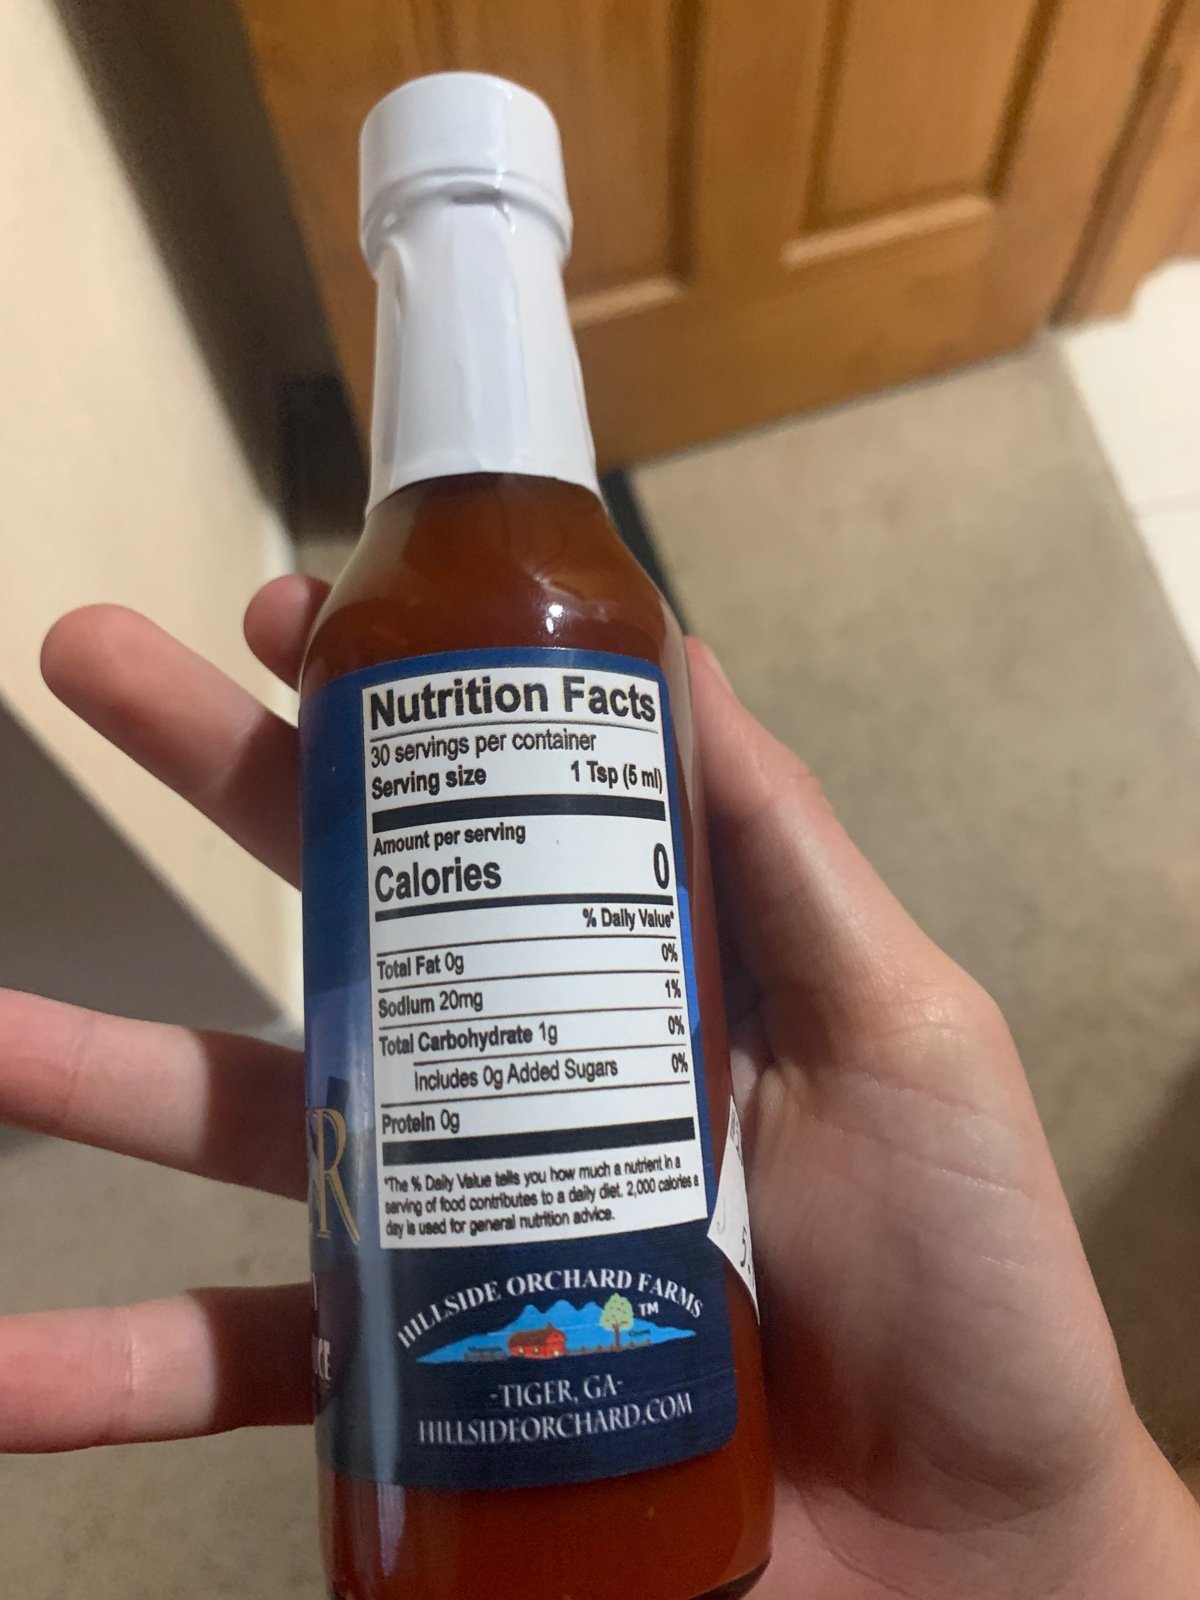 Nutrition Facts
30 servings per container
Serving size 1 Tsp (5 ml)
Amount per serving
Calories 0
% Daily Value*
Total Fat 0g 0%
Sodium 20mg 1%
Total Carbohydrate 1g 0%
Includes 0g Added Sugars 0%
Protein 0g
*The % Daily Value tells you how much a nutrient in a
serving of food contributes to a daily diet. 2,000 calories a
day is used for general nutrition advice.
R
CE
5.
HILLSIDE ORCHARD FARMS
TM
-TIGER, GA-
HILLSIDEORCHARD.COM